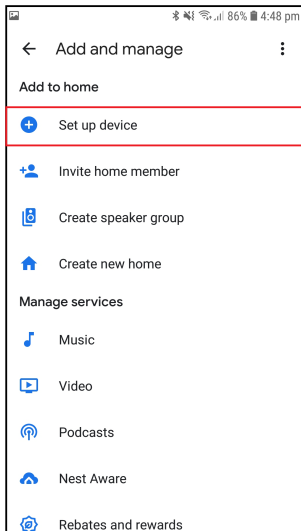 86% 4:48 pm
Add and manage
Add to home
Set up device
Invite home member
Create speaker group
Create new home
Manage services
Music
Video
Podcasts
Nest Aware
Rebates and rewards